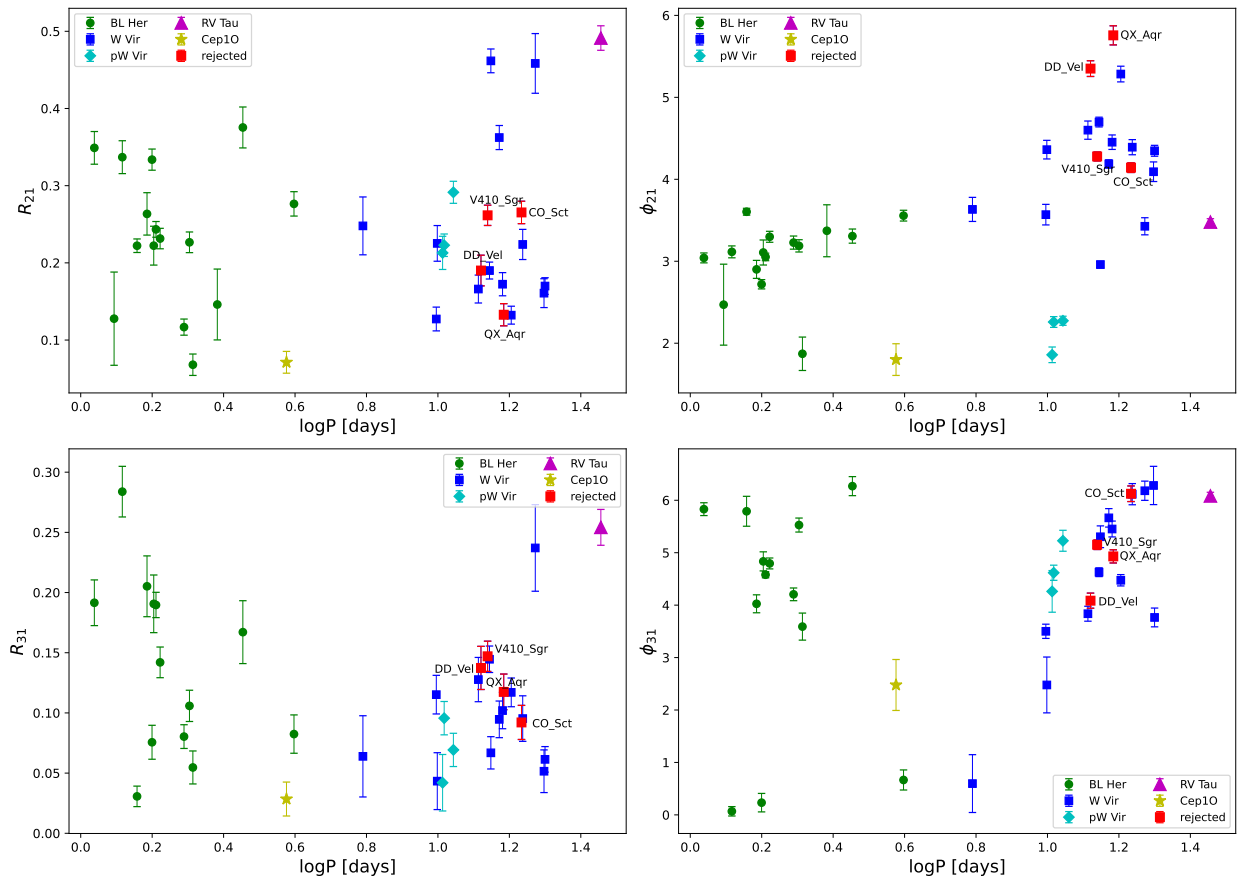 0.5
0.4
0.3
0.2
0.1
R21
BL Her
W Vir
pW Vir
RV Tau
Cep1O
rejected
V410_Sgr
CO_Sct
DD_Vel
QX_Aqr
0.0 0.2 0.4 0.6 0.8 1.0 1.2 1.4
logP [days]
6
5
4
3
2
ϕ21
BL Her
W Vir
pW Vir
RV Tau
Cep1O
rejected
QX_Aqr
DD_Vel
V410_Sgr
CO_Sct
0.0 0.2 0.4 0.6 0.8 1.0 1.2 1.4
logP [days]
0.30
0.25
0.20
0.15
0.10
0.05
0.00
R31
BL Her
W Vir
pW Vir
RV Tau
Cep1O
rejected
V410_Sgr
DD_Vel
QX_Aqr
CO_Sct
0.0 0.2 0.4 0.6 0.8 1.0 1.2 1.4
logP [days]
6
5
4
3
2
1
0
ϕ31
CO_Sct
V410_Sgr
QX_Aqr
DD_Vel
BL Her
W Vir
pW Vir
RV Tau
Cep1O
rejected
0.0 0.2 0.4 0.6 0.8 1.0 1.2 1.4
logP [days]